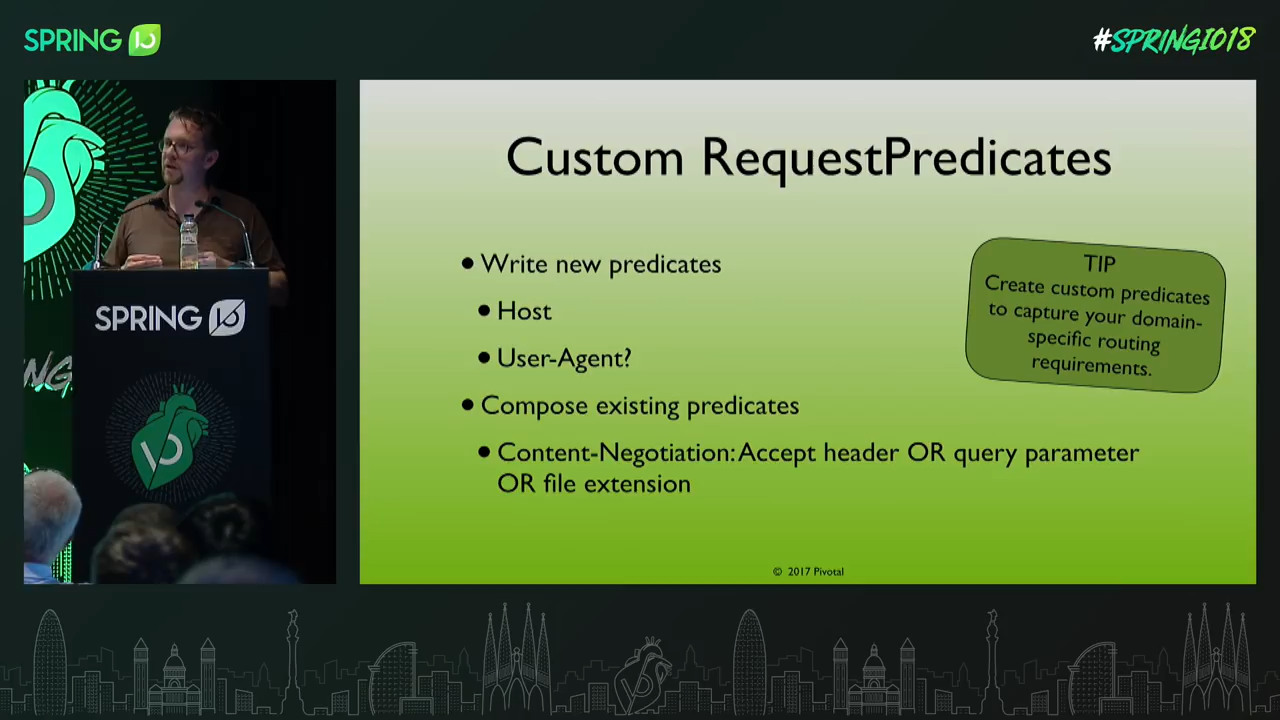 SPRING IO
#SPRINGIO18
Custom RequestPredicates
• Write new predicates
• Host
• User-Agent?
• Compose existing predicates
• Content-Negotiation: Accept header OR query parameter
OR file extension
TIP
Create custom predicates
to capture your domain-
specific routing
requirements.
© 2017 Pivotal
SPRING IO
IO